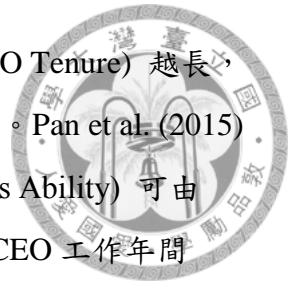 O Tenure) 越長，
。Pan et al. (2015)
s Ability) 可由
CEO 工作年間